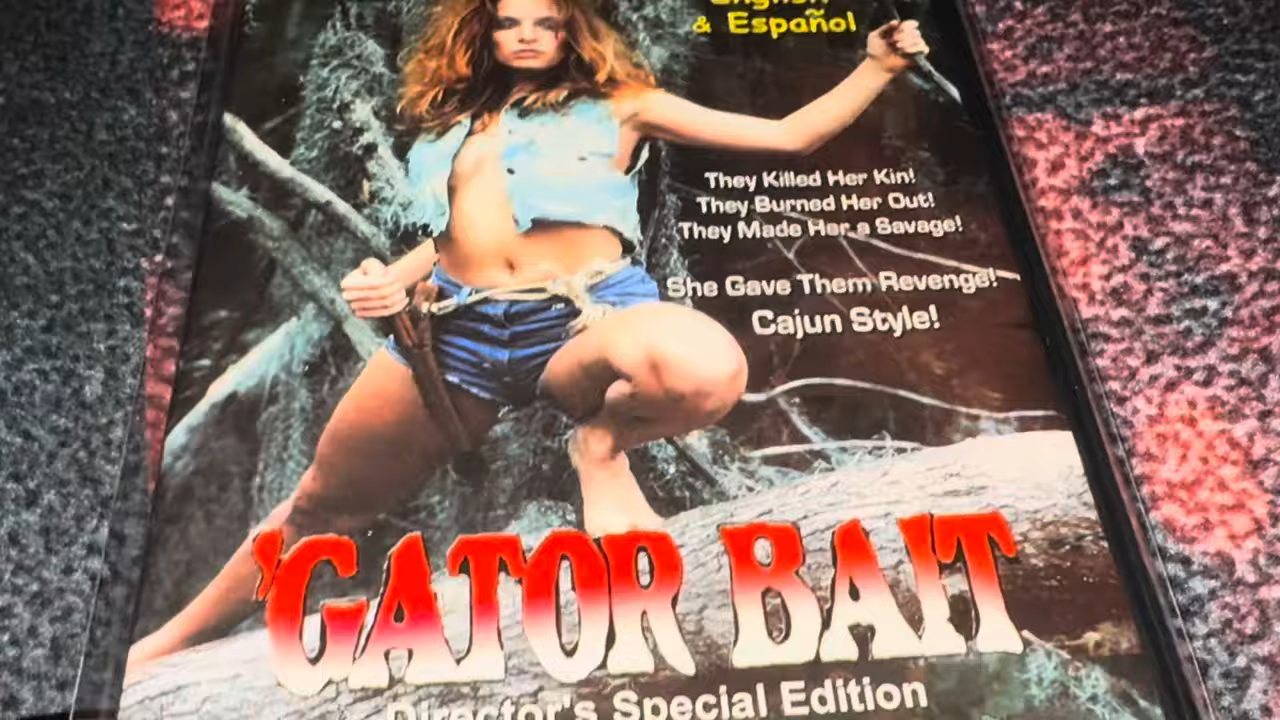 English
& Español
They Killed Her Kin!
They Burned Her Out!
They Made Her a Savage!
She Gave Them Revenge!
Cajun Style!
'GATOR BAIT
Director's Special Edition